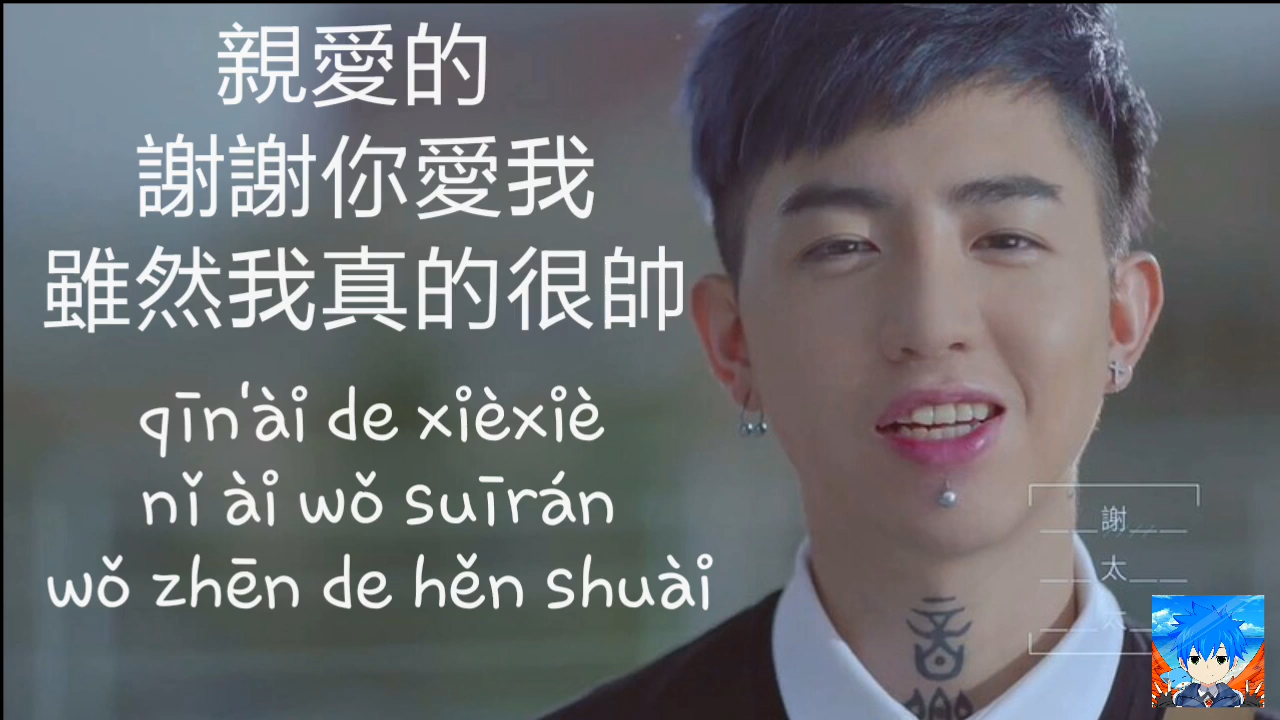 親愛的
謝謝你愛我
雖然我真的很帥
qīn'ài de xièxiè
nǐ ài wǒ suīrán
wǒ zhēn de hěn shuài
謝
太
太